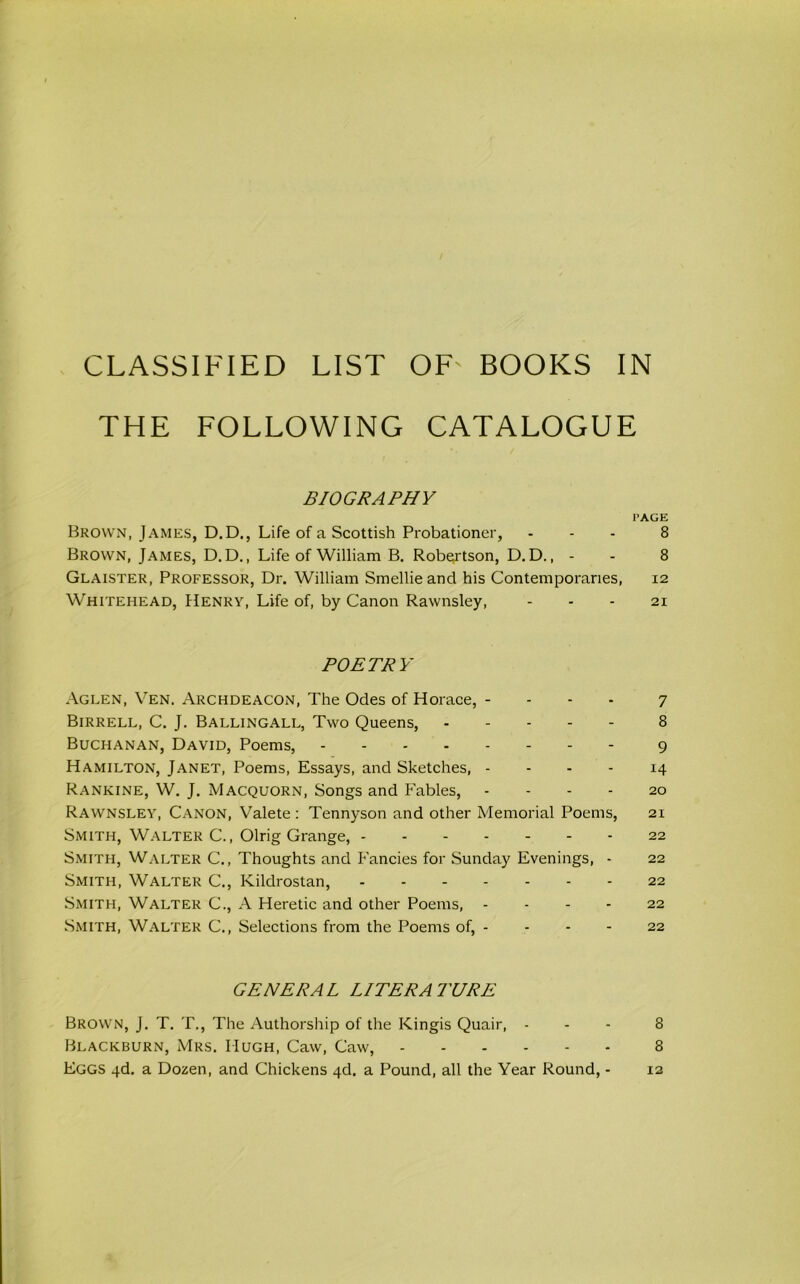 CLASSIFIED LIST OF BOOKS IN
THE FOLLOWING CATALOGUE
BIOGRAPHY
PAGE
Brown, James, D.D., Life of a Scottish Probationer, - - - 8
Brown, James, D.D., Life of William B. Robertson, D.D., - - 8
Glaister, Professor, Dr. William Smellie and his Contemporaries, 12
Whitehead, Henry, Life of, by Canon Rawnsley, - - - 21
POETRY
Aglen, Ven. Archdeacon, The Odes of Horace, - - - - 7
Birrell, C. J. Ballingall, Two Queens, - - - - - 8
Buchanan, David, Poems, - - - - - - - - 9
Hamilton, Janet, Poems, Essays, and Sketches, - - - - 14
Rankine, W. J. Macquorn, Songs and Fables, - - - - 20
Rawnsley, Canon, Valete : Tennyson and other Memorial Poems, 21
Smith, Walter C., Olrig Grange, - - - - - - - 22
Smith, Walter C., Thoughts and Fancies for Sunday Evenings, - 22
Smith, Walter C., Kildrostan, - - - - - - - 22
Smith, Walter C., A Heretic and other Poems, - - - - 22
Smith, Walter C., Selections from the Poems of, - - - - 22
GENERAL LITERATURE
Brown, J. T. T., The Authorship of the Kingis Quair, - - - 8
Blackburn, Mrs. Hugh, Caw, Caw, - - - - - - 8
Eggs 4d. a Dozen, and Chickens 4d. a Pound, all the Year Round, - 12